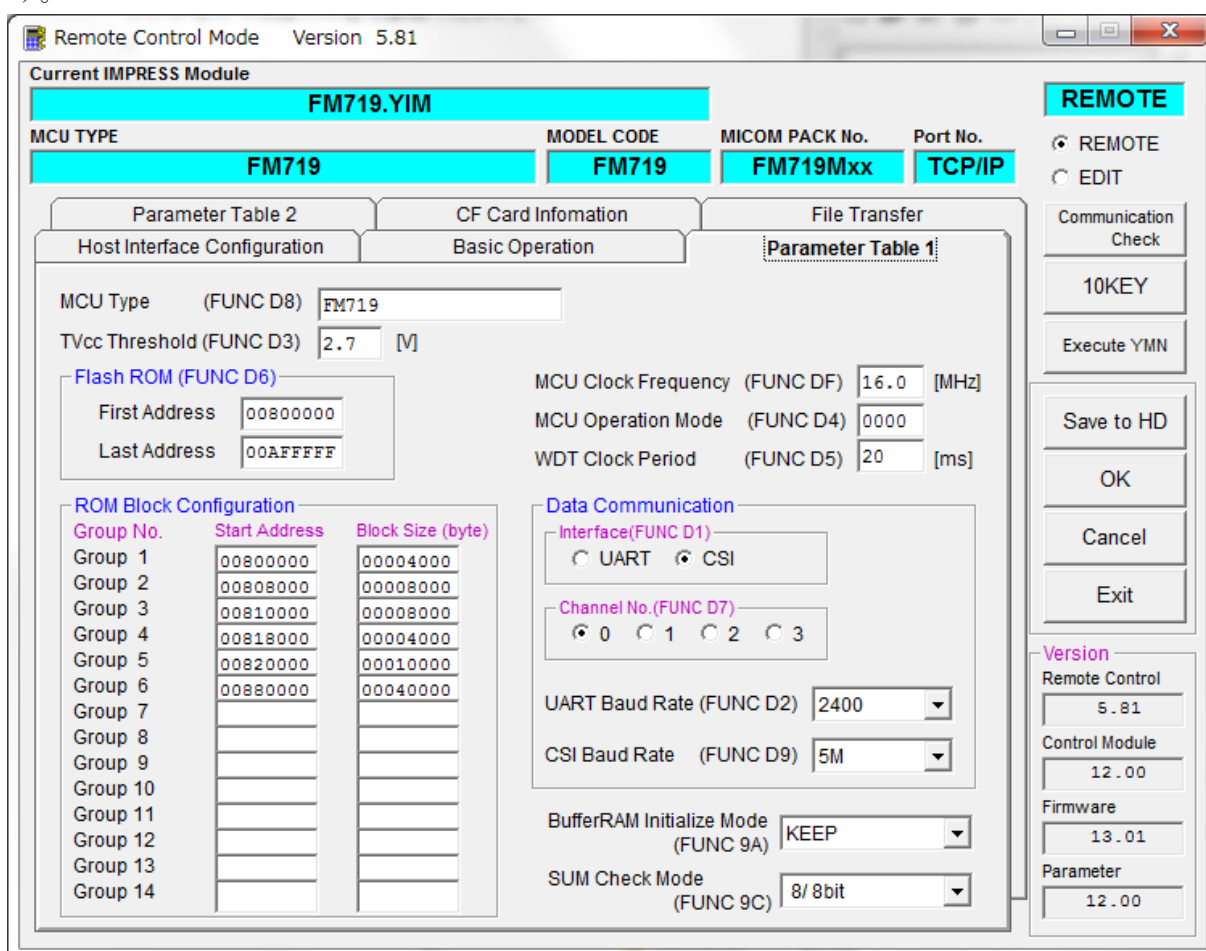 Remote Control Mode Version 5.81
Current IMPRESS Module
FM719.YIM
REMOTE
MCU TYPE MODEL CODE MICOM PACK No. Port No.
FM719 FM719 FM719Mxx TCP/IP
REMOTE
EDIT
Parameter Table 2 CF Card Infomation File Transfer
Host Interface Configuration Basic Operation Parameter Table 1
Communication
Check
10KEY
Execute YMN
Save to HD
OK
Cancel
Exit
MCU Type (FUNC D8) FM719
TVcc Threshold (FUNC D3) 2.7 [V]
Flash ROM (FUNC D6)
First Address 00800000
Last Address 00AFFFFF
MCU Clock Frequency (FUNC DF) 16.0 [MHz]
MCU Operation Mode (FUNC D4) 0000
WDT Clock Period (FUNC D5) 20 [ms]
ROM Block Configuration
Group No. Start Address Block Size (byte)
Group 1 00800000 00004000
Group 2 00808000 00008000
Group 3 00810000 00008000
Group 4 00818000 00004000
Group 5 00820000 00010000
Group 6 00880000 00040000
Group 7
Group 8
Group 9
Group 10
Group 11
Group 12
Group 13
Group 14
Data Communication
Interface(FUNC D1)
UART CSI
Channel No.(FUNC D7)
0 1 2 3
UART Baud Rate (FUNC D2) 2400
CSI Baud Rate (FUNC D9) 5M
BufferRAM Initialize Mode
(FUNC 9A) KEEP
SUM Check Mode
(FUNC 9C) 8/ 8bit
Version
Remote Control
5.81
Control Module
12.00
Firmware
13.01
Parameter
12.00